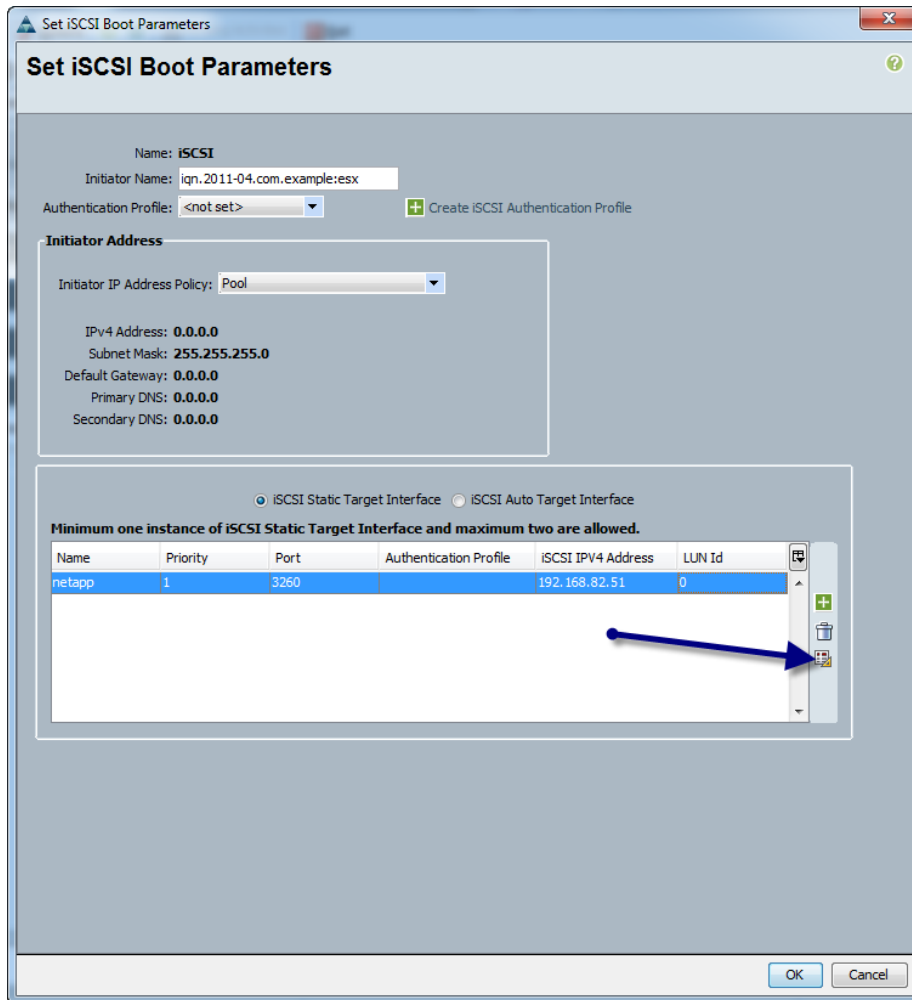 Set iSCSI Boot Parameters
Set iSCSI Boot Parameters
Name: iSCSI
Initiator Name: iqn.2011-04.com.example:esx
Authentication Profile: <not set> Create iSCSI Authentication Profile
Initiator Address
Initiator IP Address Policy: Pool
IPv4 Address: 0.0.0.0
Subnet Mask: 255.255.255.0
Default Gateway: 0.0.0.0
Primary DNS: 0.0.0.0
Secondary DNS: 0.0.0.0
iSCSI Static Target Interface iSCSI Auto Target Interface
Minimum one instance of iSCSI Static Target Interface and maximum two are allowed.
Name Priority Port Authentication Profile iSCSI IPV4 Address LUN Id
netapp 1 3260 192.168.82.51 0
OK Cancel